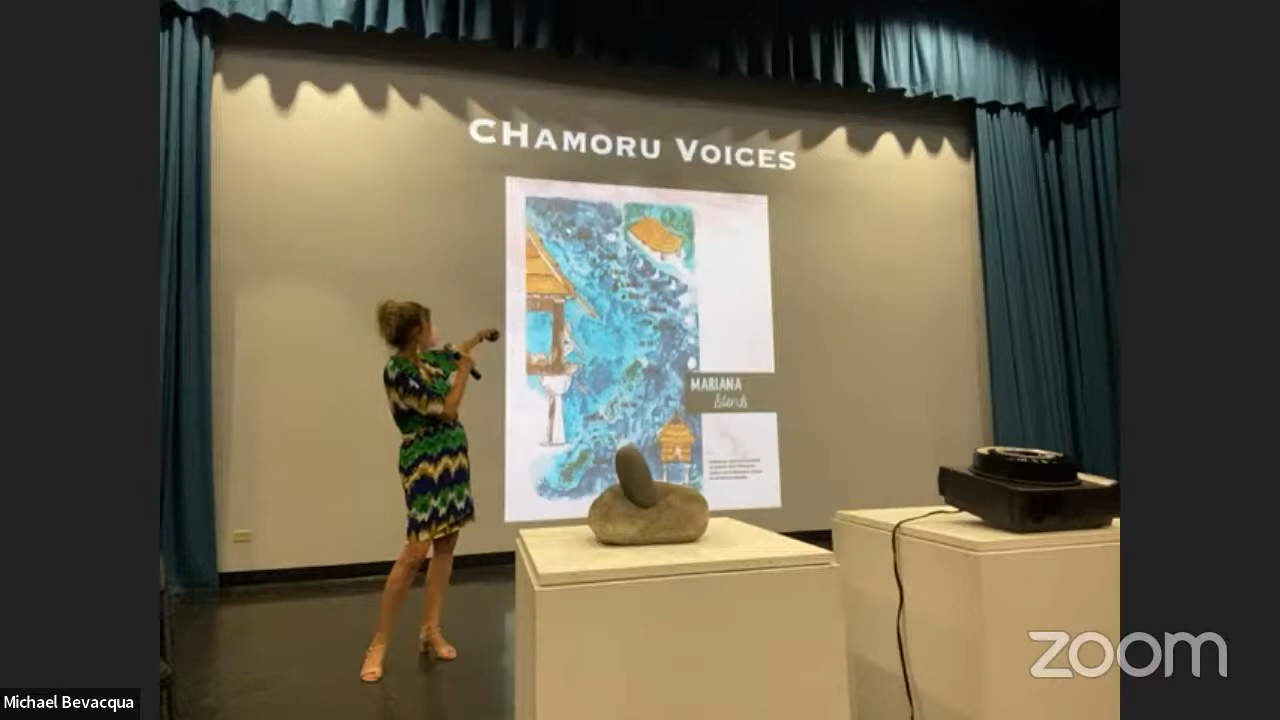 CHAMORU VOICES
MARIANA
Islands
zoom
Michael Bevacqua